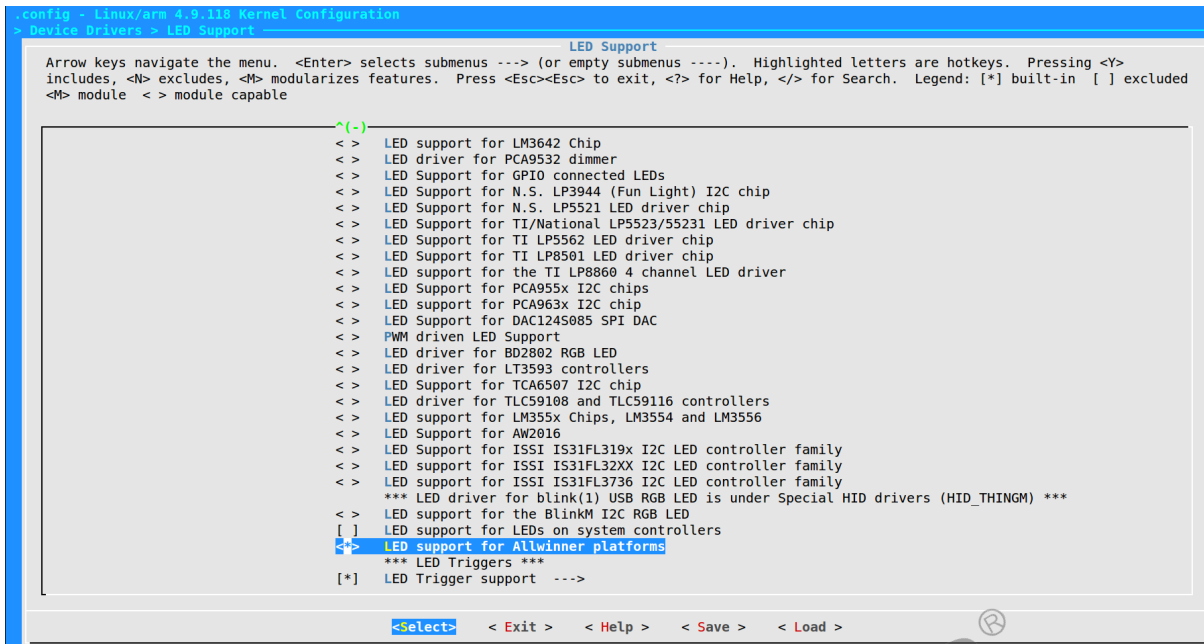 .config - Linux/arm 4.9.118 Kernel Configuration
> Device Drivers > LED Support
LED Support
Arrow keys navigate the menu.  <Enter> selects submenus ---> (or empty submenus ----).  Highlighted letters are hotkeys.  Pressing <Y>
includes, <N> excludes, <M> modularizes features.  Press <Esc><Esc> to exit, <?> for Help, </> for Search.  Legend: [*] built-in  [ ] excluded
<M> module  < > module capable
^(-)
< >   LED support for LM3642 Chip
< >   LED driver for PCA9532 dimmer
< >   LED Support for GPIO connected LEDs
< >   LED Support for N.S. LP3944 (Fun Light) I2C chip
< >   LED Support for N.S. LP5521 LED driver chip
< >   LED Support for TI/National LP5523/55231 LED driver chip
< >   LED Support for TI LP5562 LED driver chip
< >   LED Support for TI LP8501 LED driver chip
< >   LED support for the TI LP8860 4 channel LED driver
< >   LED Support for PCA955x I2C chips
< >   LED support for PCA963x I2C chip
< >   LED Support for DAC124S085 SPI DAC
< >   PWM driven LED Support
< >   LED driver for BD2802 RGB LED
< >   LED driver for LT3593 controllers
< >   LED Support for TCA6507 I2C chip
< >   LED driver for TLC59108 and TLC59116 controllers
< >   LED support for LM355x Chips, LM3554 and LM3556
< >   LED Support for AW2016
< >   LED Support for ISSI IS31FL319x I2C LED controller family
< >   LED Support for ISSI IS31FL32XX I2C LED controller family
< >   LED Support for ISSI IS31FL3736 I2C LED controller family
*** LED driver for blink(1) USB RGB LED is under Special HID drivers (HID_THINGM) ***
< >   LED support for the BlinkM I2C RGB LED
[ ]   LED support for LEDs on system controllers
<*>   LED support for Allwinner platforms
*** LED Triggers ***
[*]   LED Trigger support  --->
<Select>    < Exit >    < Help >    < Save >    < Load >
®